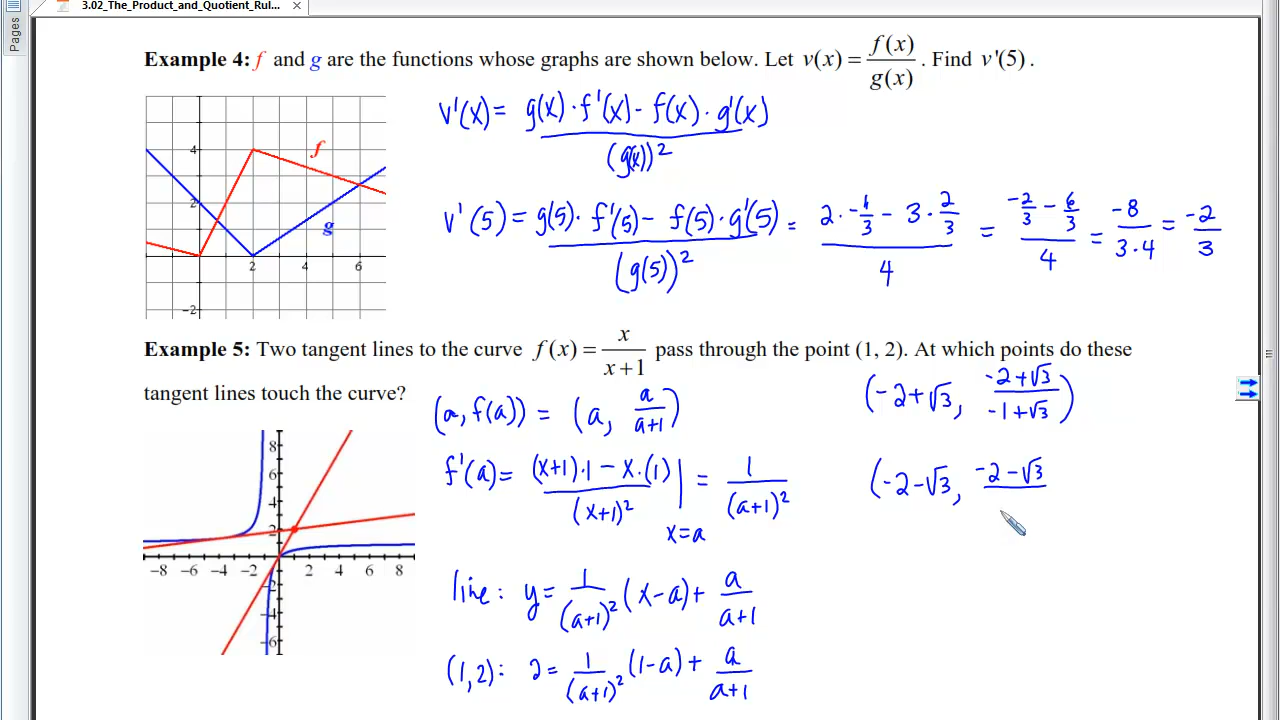 Pages
3.02_The_Product_and_Quotient_Rul... ×
Example 4: f and g are the functions whose graphs are shown below. Let v(x) = f(x)/g(x). Find v'(5).
v'(x) = (g(x)·f'(x) − f(x)·g'(x))/(g(x))²
4
2
−2
2
6
f
g
v'(5) = (g(5)·f'(5) − f(5)·g'(5))/(g(5))² = (2·−1/3 − 3·2/3)/4 = (−2/3 − 6/3)/4 = −8/(3·4) = −2/3
Example 5: Two tangent lines to the curve f(x) = x/(x+1) pass through the point (1, 2). At which points do these
tangent lines touch the curve?
(a, f(a)) = (a, a/(a+1))
(−2+√3, (−2+√3)/(−1+√3))
f'(a) = ((x+1)·1 − x·(1))/(x+1)² | x=a = 1/(a+1)²
(−2−√3, (−2−√3)/
8
6
4
2
−2
−4
−6
−8 −6 −4 −2 2 4 6 8
line: y = 1/(a+1)² (x−a) + a/(a+1)
(1,2): 2 = 1/(a+1)² (1−a) + a/(a+1)